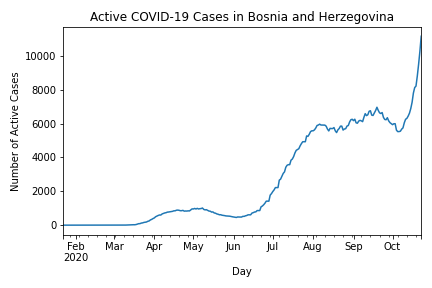 Active COVID-19 Cases in Bosnia and Herzegovina
Number of Active Cases
10000
8000
6000
4000
2000
0
Feb Mar Apr May Jun Jul Aug Sep Oct
2020
Day